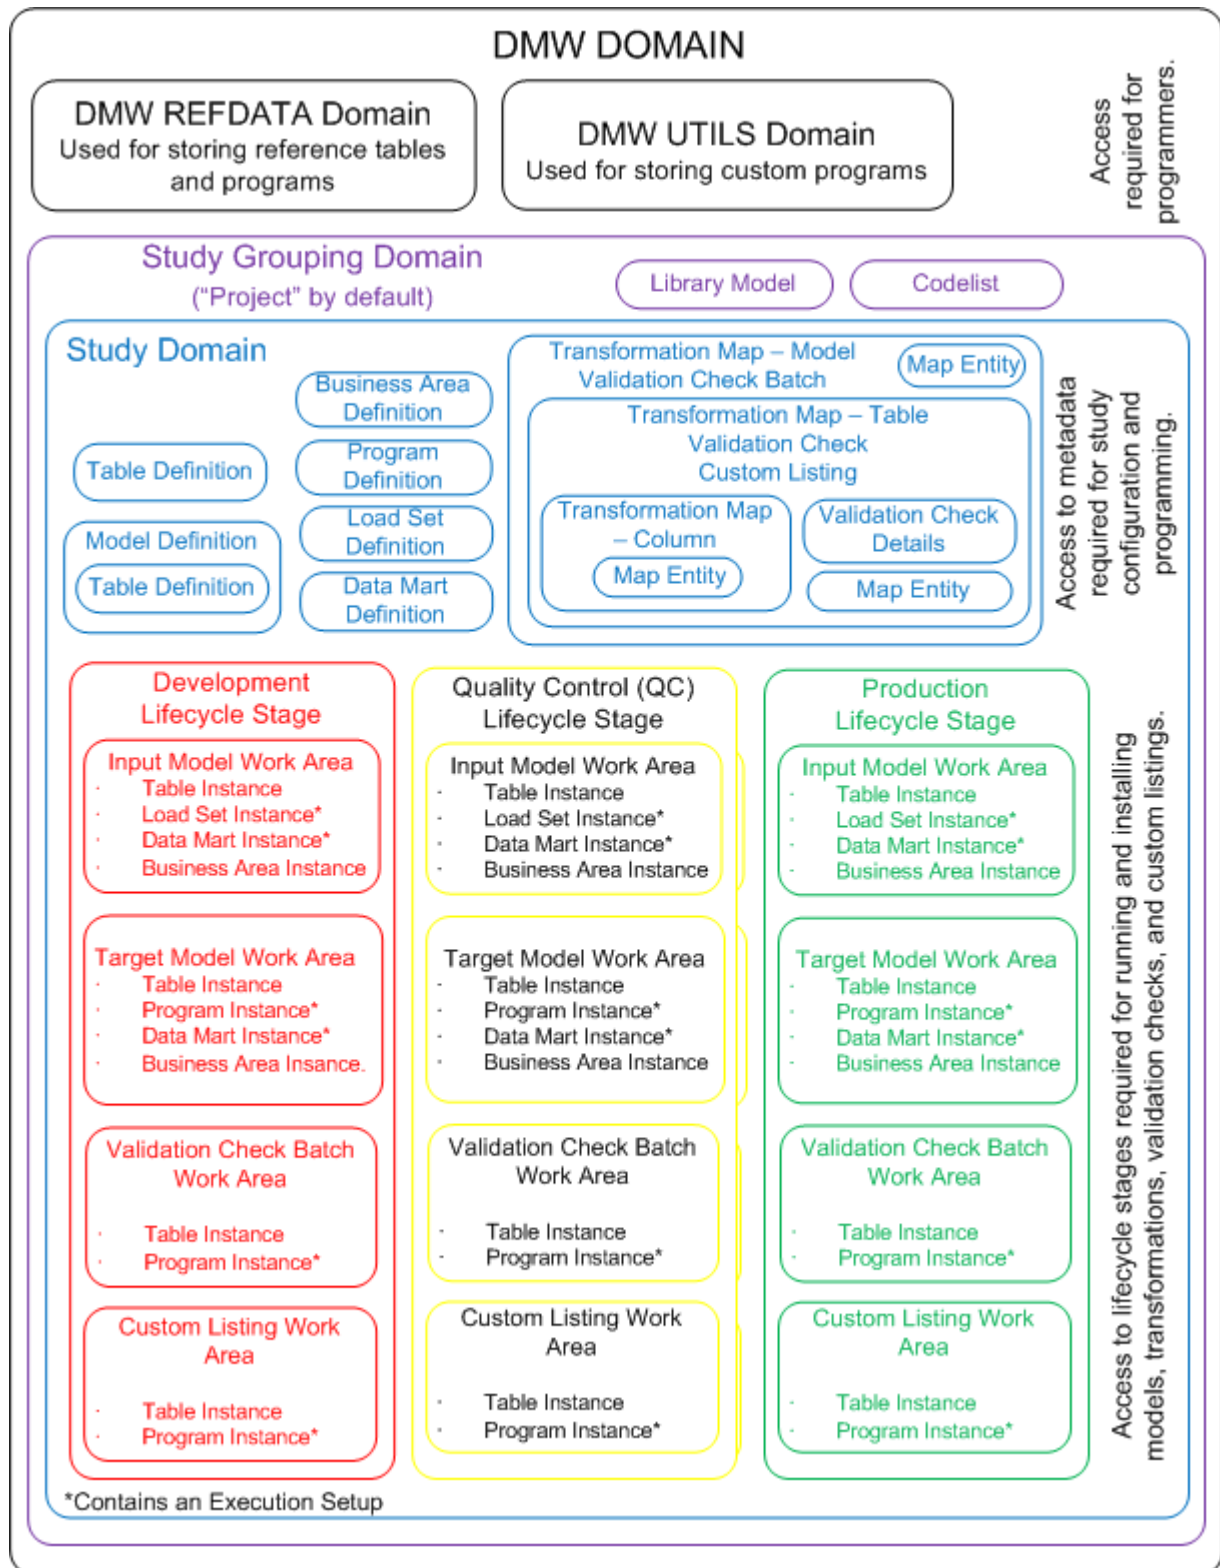 DMW DOMAIN
DMW REFDATA Domain
Used for storing reference tables
and programs
DMW UTILS Domain
Used for storing custom programs
Access
required for
programmers.
Study Grouping Domain
(“Project” by default)
Library Model
Codelist
Study Domain
Business Area
Definition
Table Definition
Program
Definition
Model Definition
Table Definition
Load Set
Definition
Data Mart
Definition
Transformation Map – Model
Validation Check Batch
Map Entity
Transformation Map – Table
Validation Check
Custom Listing
Transformation Map
– Column
Map Entity
Validation Check
Details
Map Entity
Access to metadata
required for study
configuration and
programming.
Development
Lifecycle Stage
Input Model Work Area
· Table Instance
· Load Set Instance*
· Data Mart Instance*
· Business Area Instance
Target Model Work Area
· Table Instance
· Program Instance*
· Data Mart Instance*
· Business Area Insance.
Validation Check Batch
Work Area
· Table Instance
· Program Instance*
Custom Listing Work
Area
· Table Instance
· Program Instance*
Quality Control (QC)
Lifecycle Stage
Input Model Work Area
· Table Instance
· Load Set Instance*
· Data Mart Instance*
· Business Area Instance
Target Model Work Area
· Table Instance
· Program Instance*
· Data Mart Instance*
· Business Area Instance
Validation Check Batch
Work Area
· Table Instance
· Program Instance*
Custom Listing Work
Area
· Table Instance
· Program Instance*
Production
Lifecycle Stage
Input Model Work Area
· Table Instance
· Load Set Instance*
· Data Mart Instance*
· Business Area Instance
Target Model Work Area
· Table Instance
· Program Instance*
· Data Mart Instance*
· Business Area Instance
Validation Check Batch
Work Area
· Table Instance
· Program Instance*
Custom Listing Work
Area
· Table Instance
· Program Instance*
Access to lifecycle stages required for running and installing
models, transformations, validation checks, and custom listings.
*Contains an Execution Setup